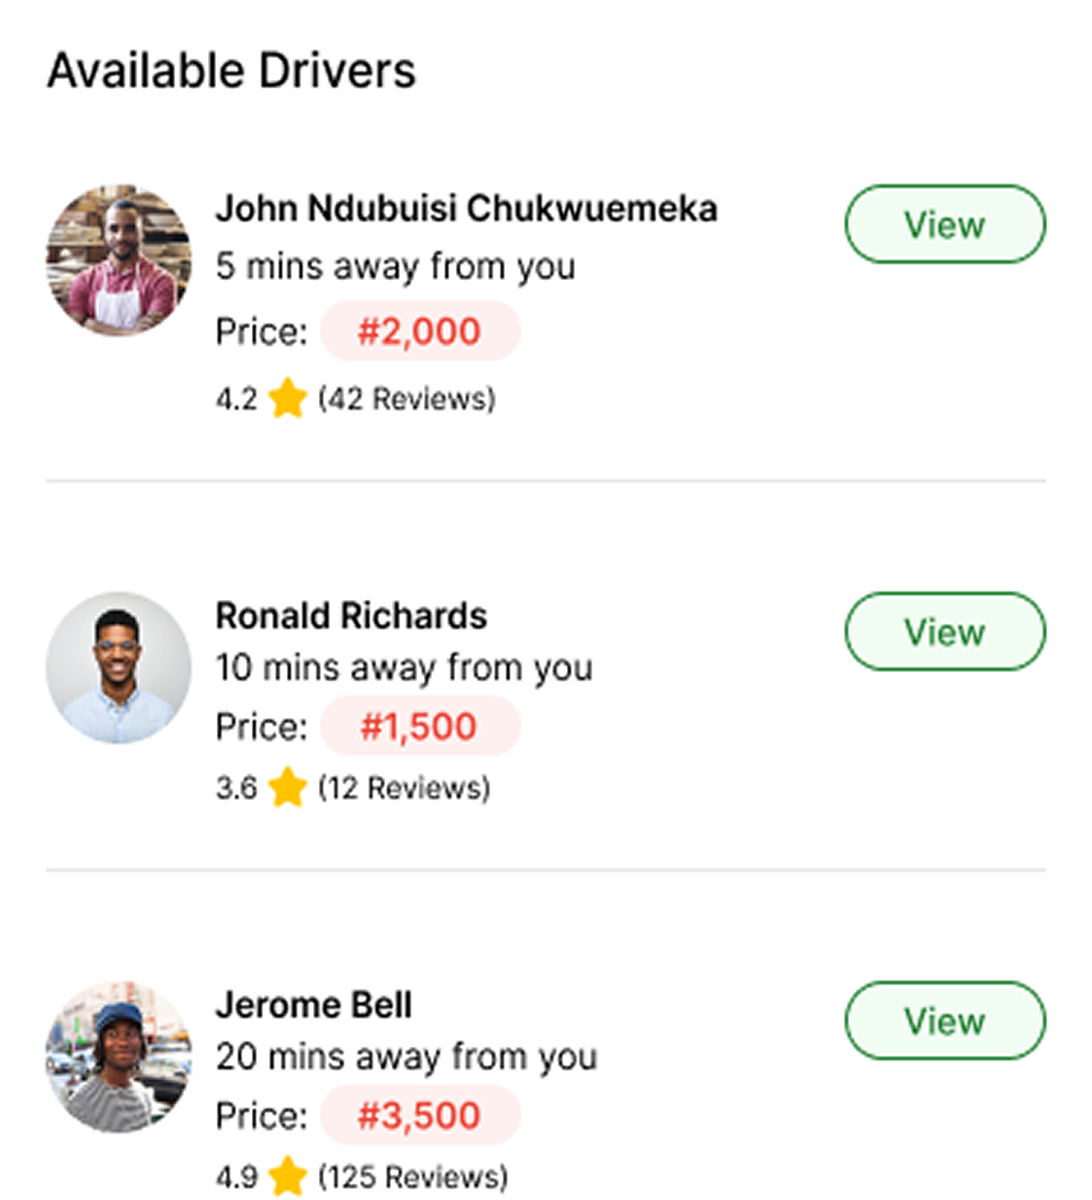 Available Drivers
John Ndubuisi Chukwuemeka
View
5 mins away from you
Price: #2,000
4.2 (42 Reviews)
Ronald Richards
View
10 mins away from you
Price: #1,500
3.6 (12 Reviews)
Jerome Bell
View
20 mins away from you
Price: #3,500
4.9 (125 Reviews)